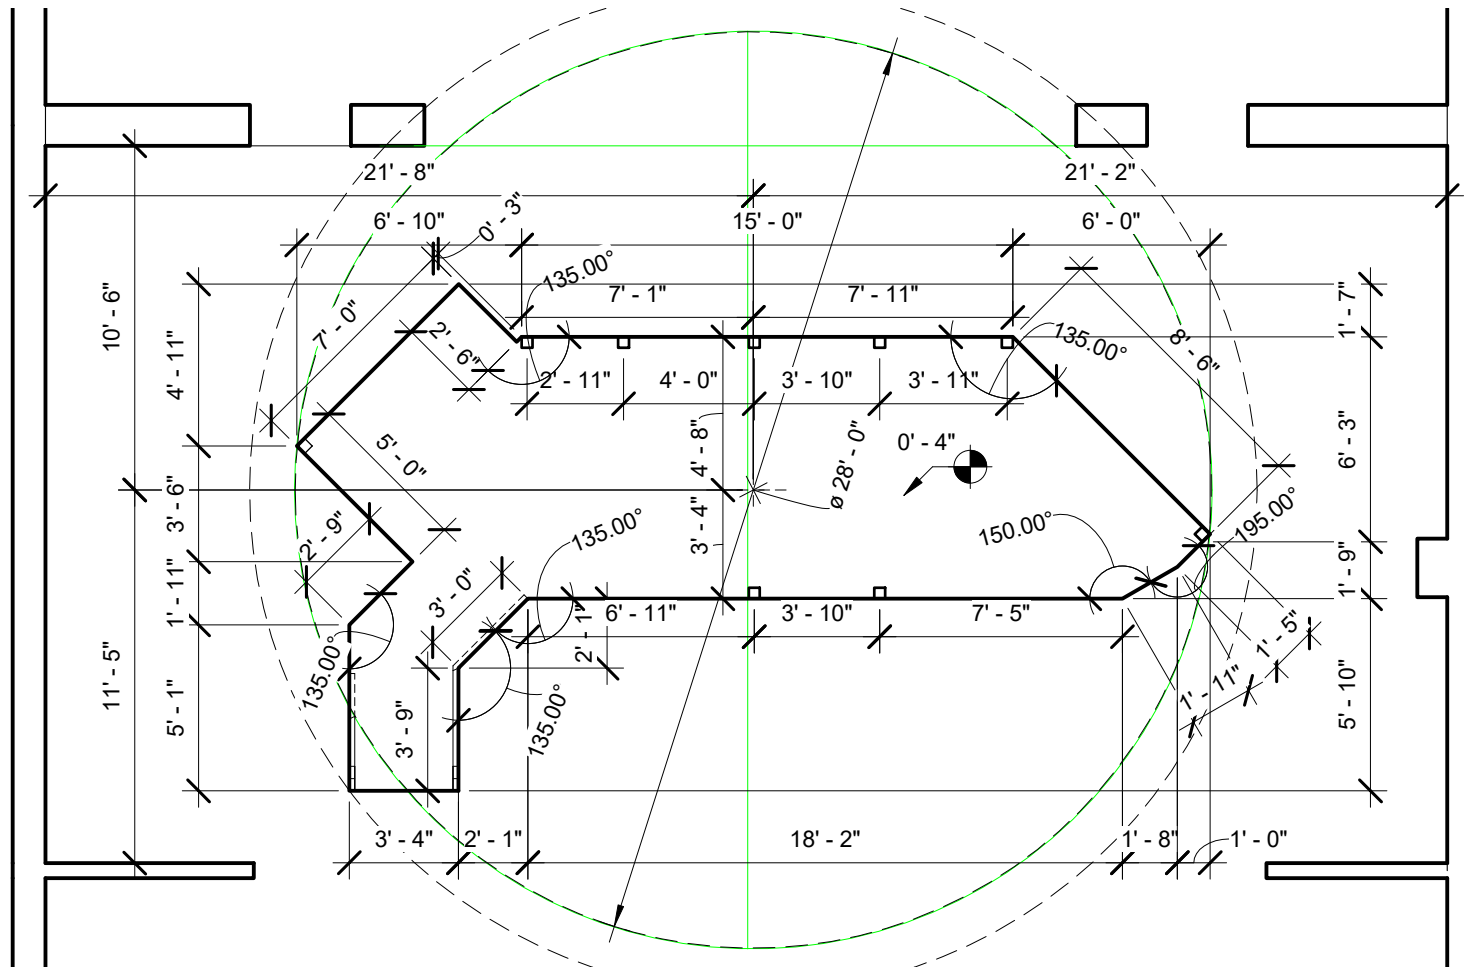 21' - 8"
21' - 2"
6' - 10"
0' - 3"
15' - 0"
6' - 0"
135.00°
7' - 1"
7' - 11"
10' - 6"
1' - 7"
7' - 0"
2' - 6"
135.00°
8' - 6"
4' - 11"
2' - 11"
4' - 0"
3' - 10"
3' - 11"
5' - 0"
4' - 8"
ø 28' - 0"
0' - 4"
6' - 3"
3' - 6"
2' - 9"
3' - 4"
135.00°
150.00°
195.00°
1' - 11"
3' - 0"
6' - 11"
2' - 1"
3' - 10"
7' - 5"
1' - 9"
1' - 5"
11' - 5"
135.00°
1' - 11"
5' - 1"
3' - 9"
135.00°
5' - 10"
3' - 4"
2' - 1"
18' - 2"
1' - 8"
1' - 0"